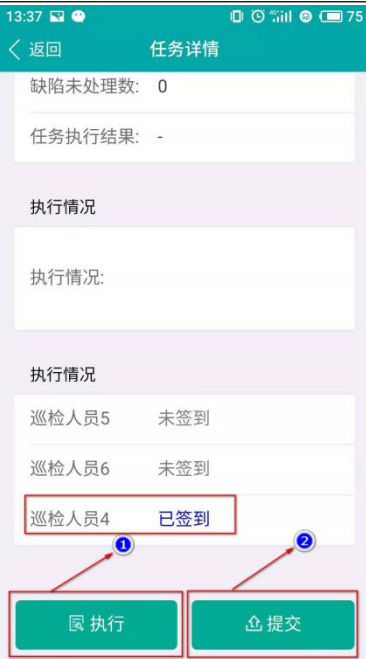 13:37 75
返回 任务详情
缺陷未处理数: 0
任务执行结果: -
执行情况
执行情况:
执行情况
巡检人员5 未签到
巡检人员6 未签到
巡检人员4 已签到
1 2
执行 提交